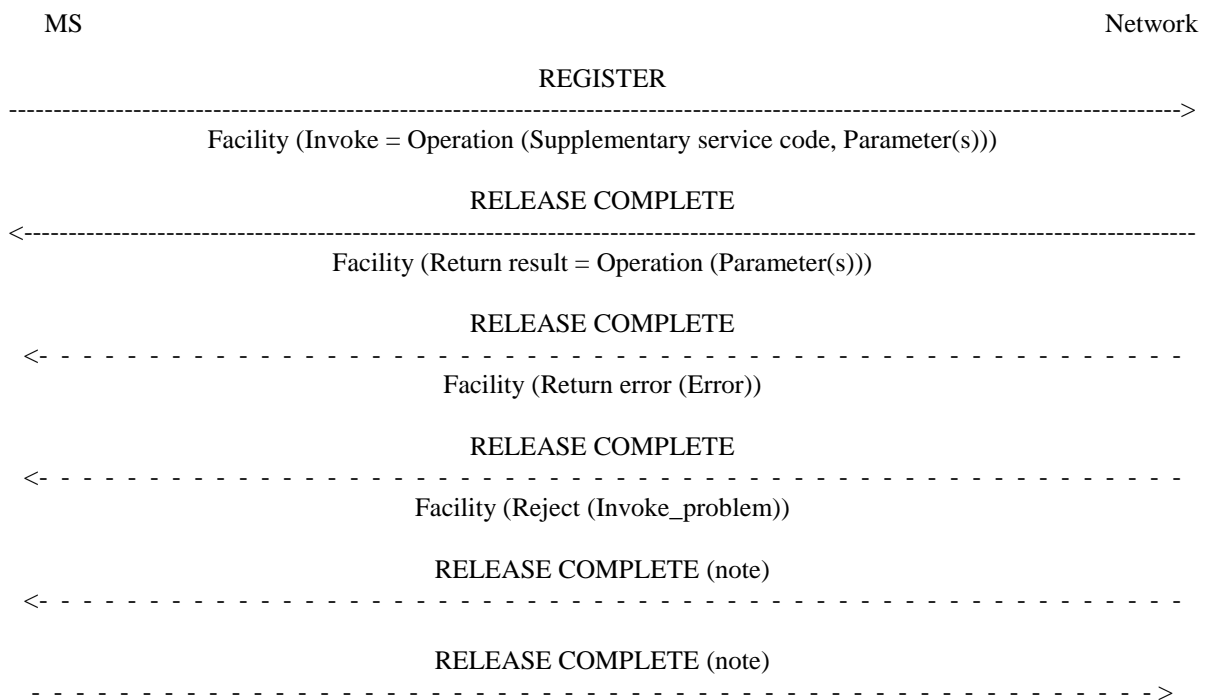 MS Network
REGISTER
Facility (Invoke = Operation (Supplementary service code, Parameter(s)))
RELEASE COMPLETE
Facility (Return result = Operation (Parameter(s)))
RELEASE COMPLETE
Facility (Return error (Error))
RELEASE COMPLETE
Facility (Reject (Invoke_problem))
RELEASE COMPLETE (note)
RELEASE COMPLETE (note)